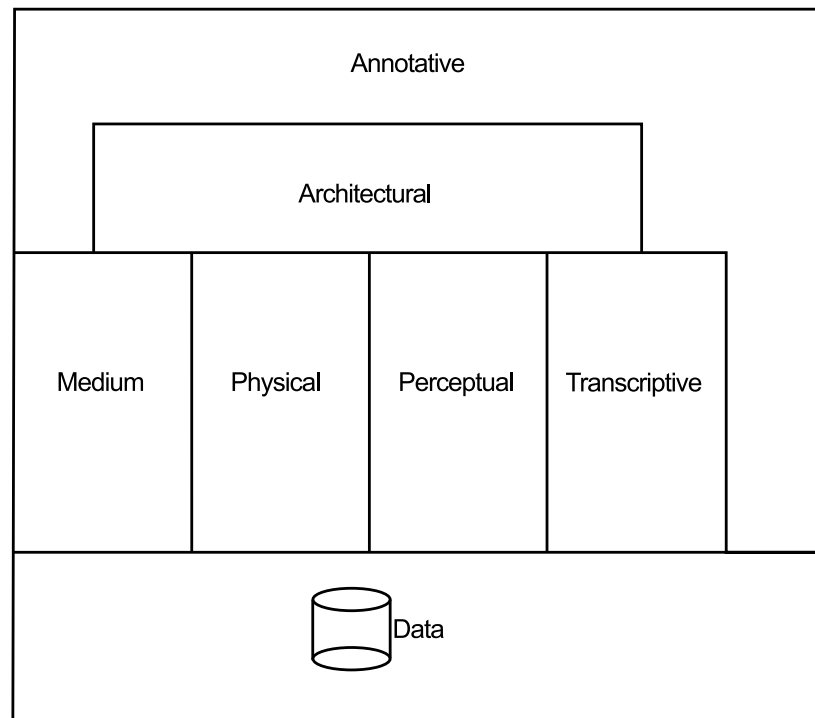 Annotative
Architectural
Medium
Physical
Perceptual
Transcriptive
Data